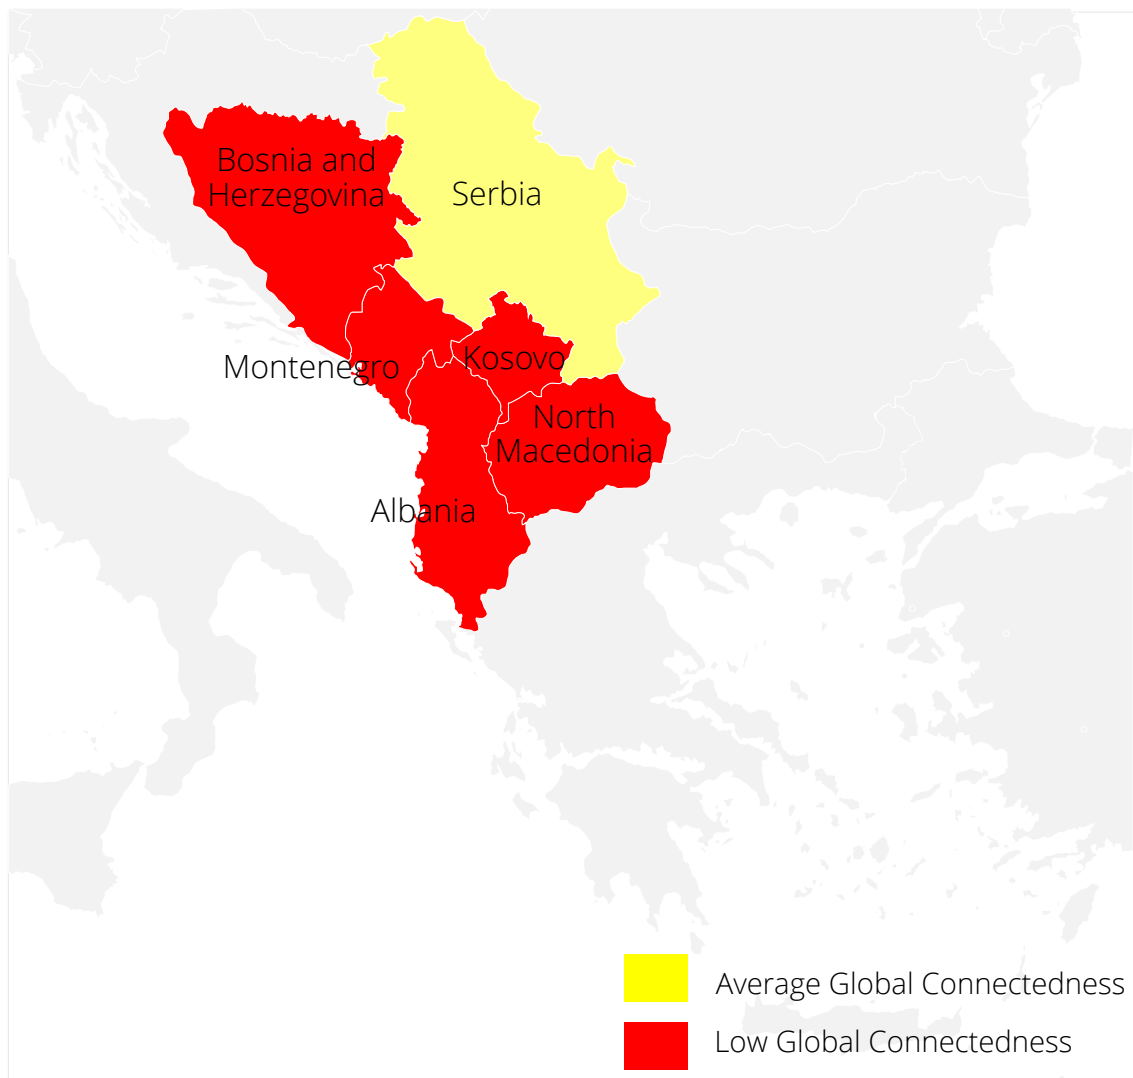 Bosnia and
Herzegovina
Serbia
Montenegro
Kosovo
North
Macedonia
Albania
Average Global Connectedness
Low Global Connectedness